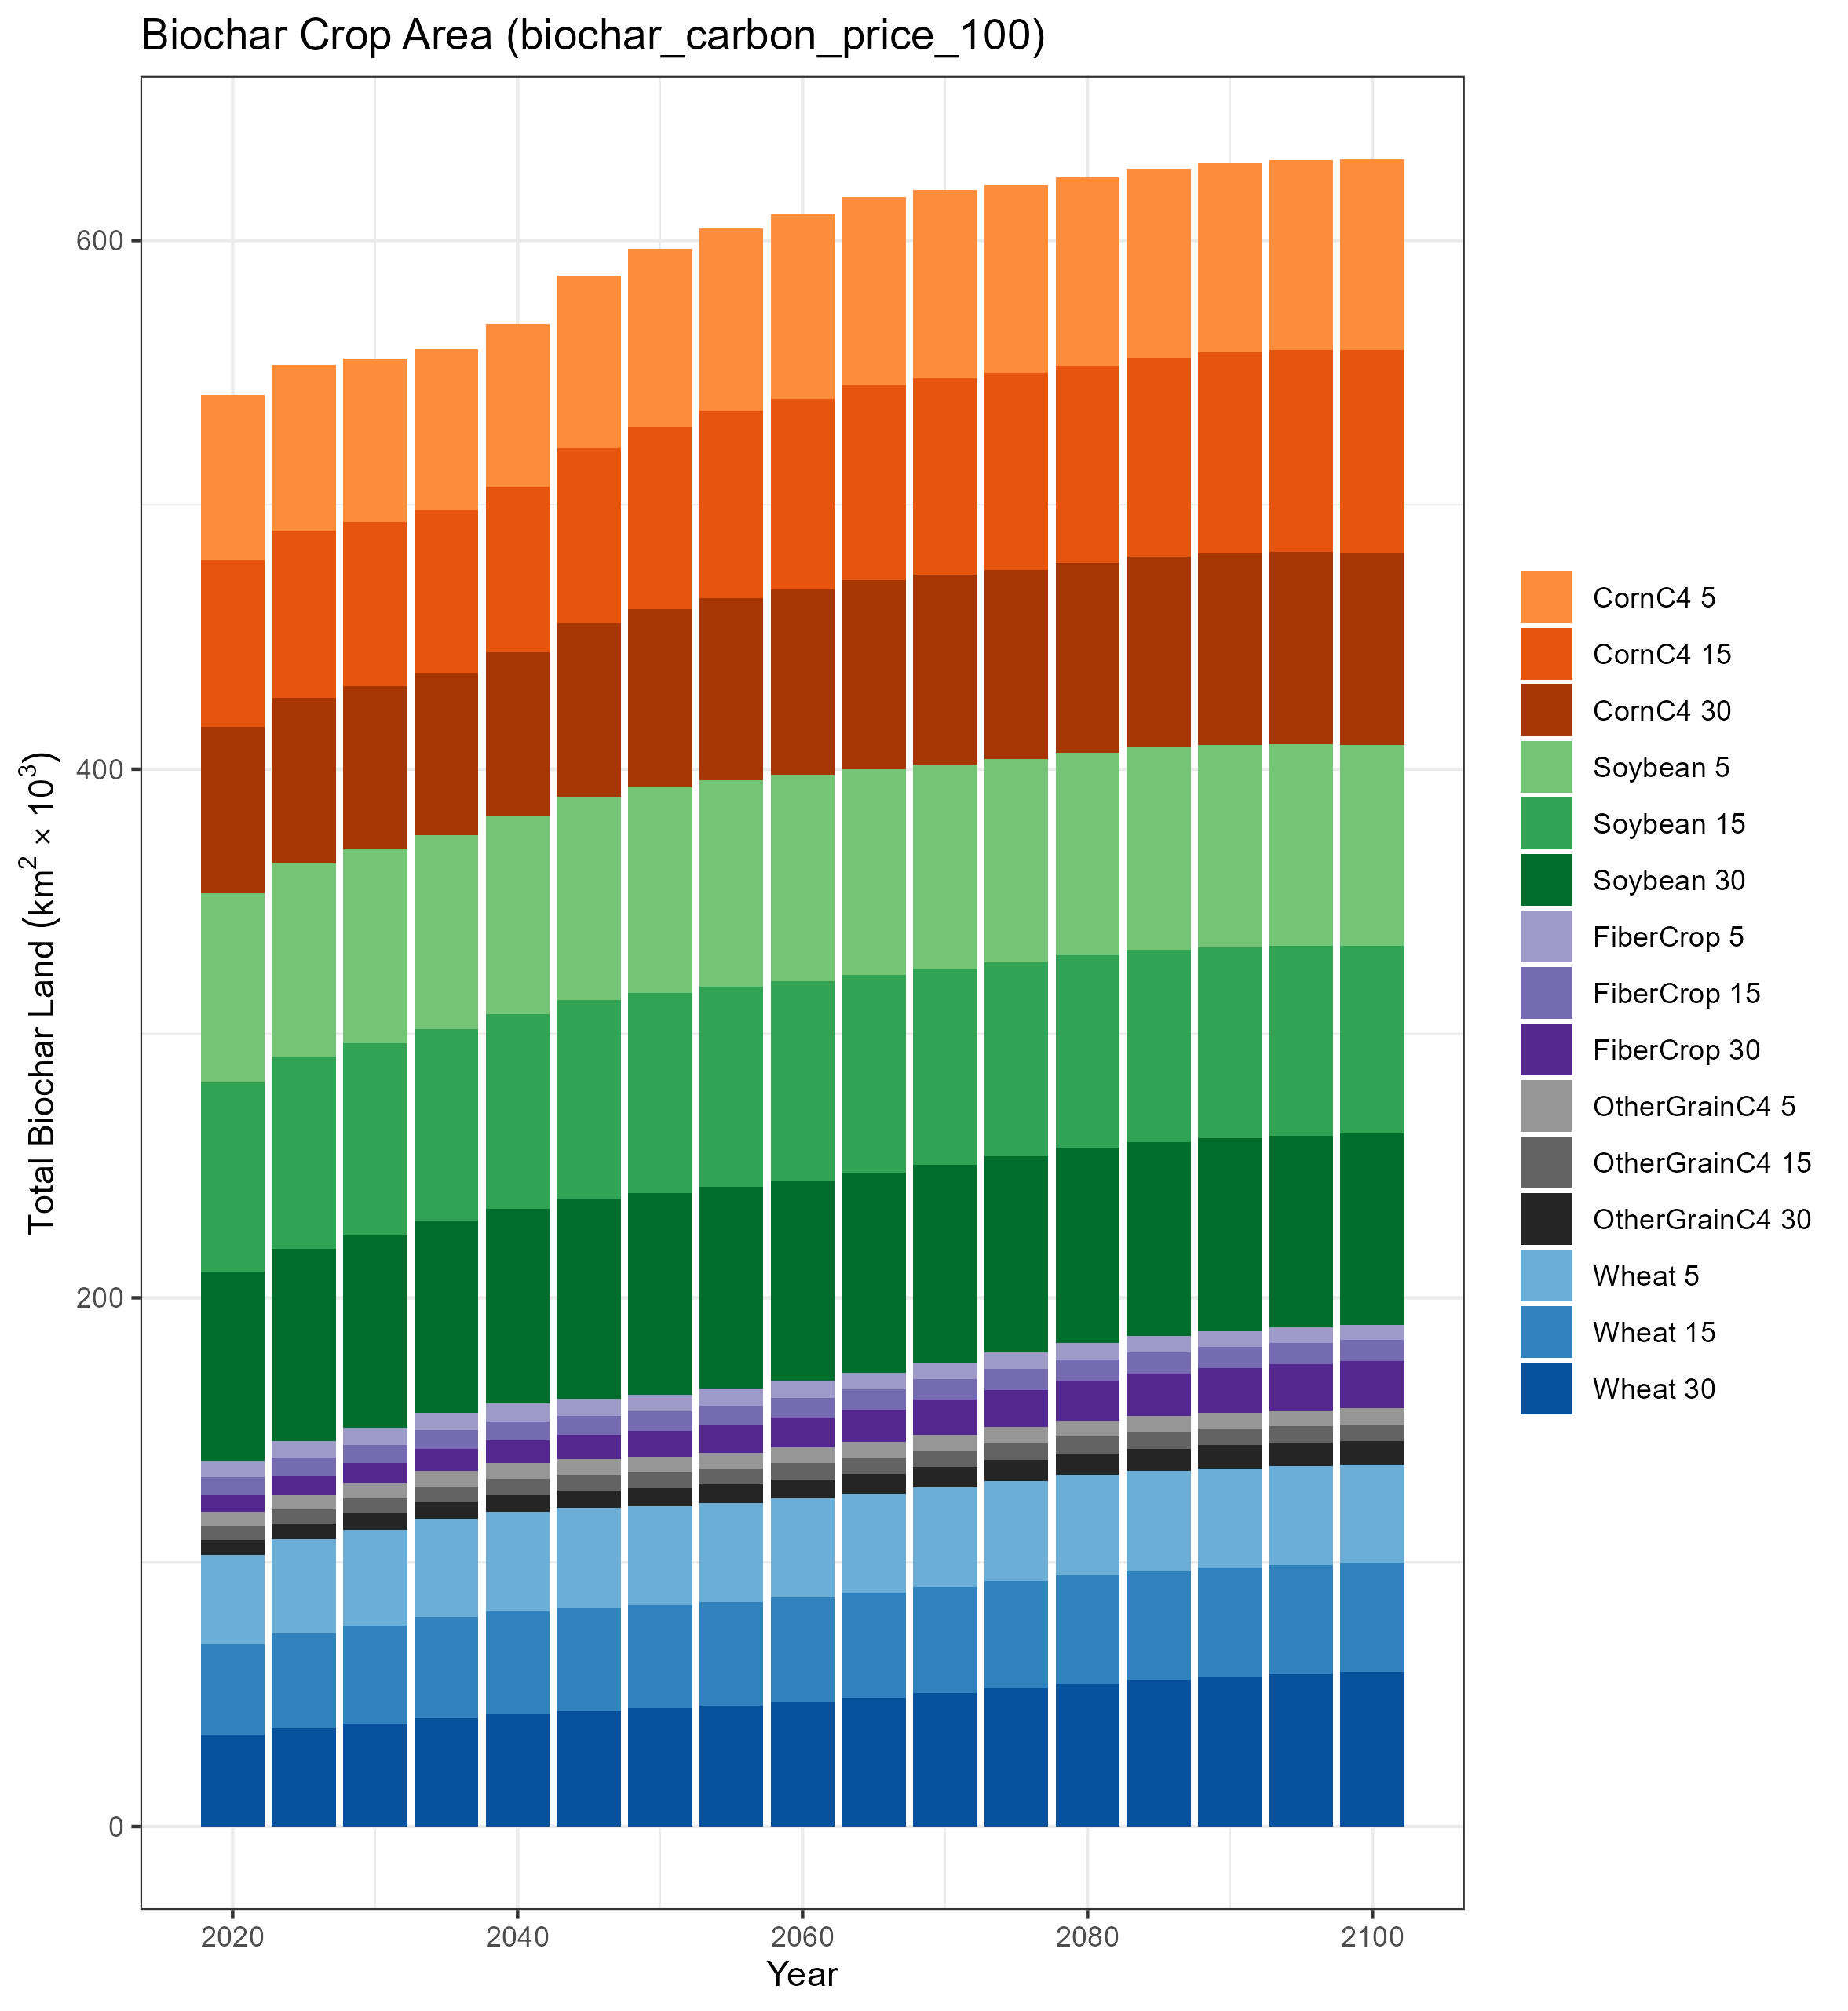 Biochar Crop Area (biochar_carbon_price_100)
Total Biochar Land (km² × 10³)
600
400
200
0
2020 2040 2060 2080 2100
Year
CornC4 5
CornC4 15
CornC4 30
Soybean 5
Soybean 15
Soybean 30
FiberCrop 5
FiberCrop 15
FiberCrop 30
OtherGrainC4 5
OtherGrainC4 15
OtherGrainC4 30
Wheat 5
Wheat 15
Wheat 30